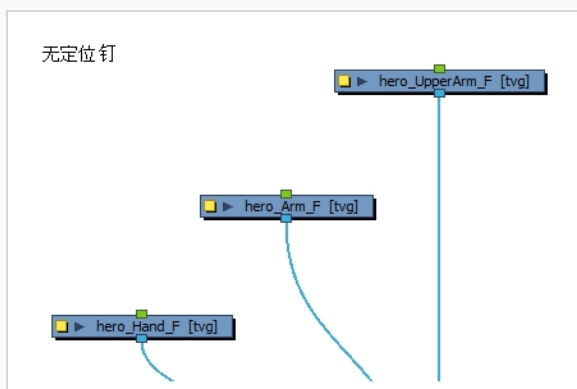 无定位钉
hero_UpperArm_F [tvg]
hero_Arm_F [tvg]
hero_Hand_F [tvg]